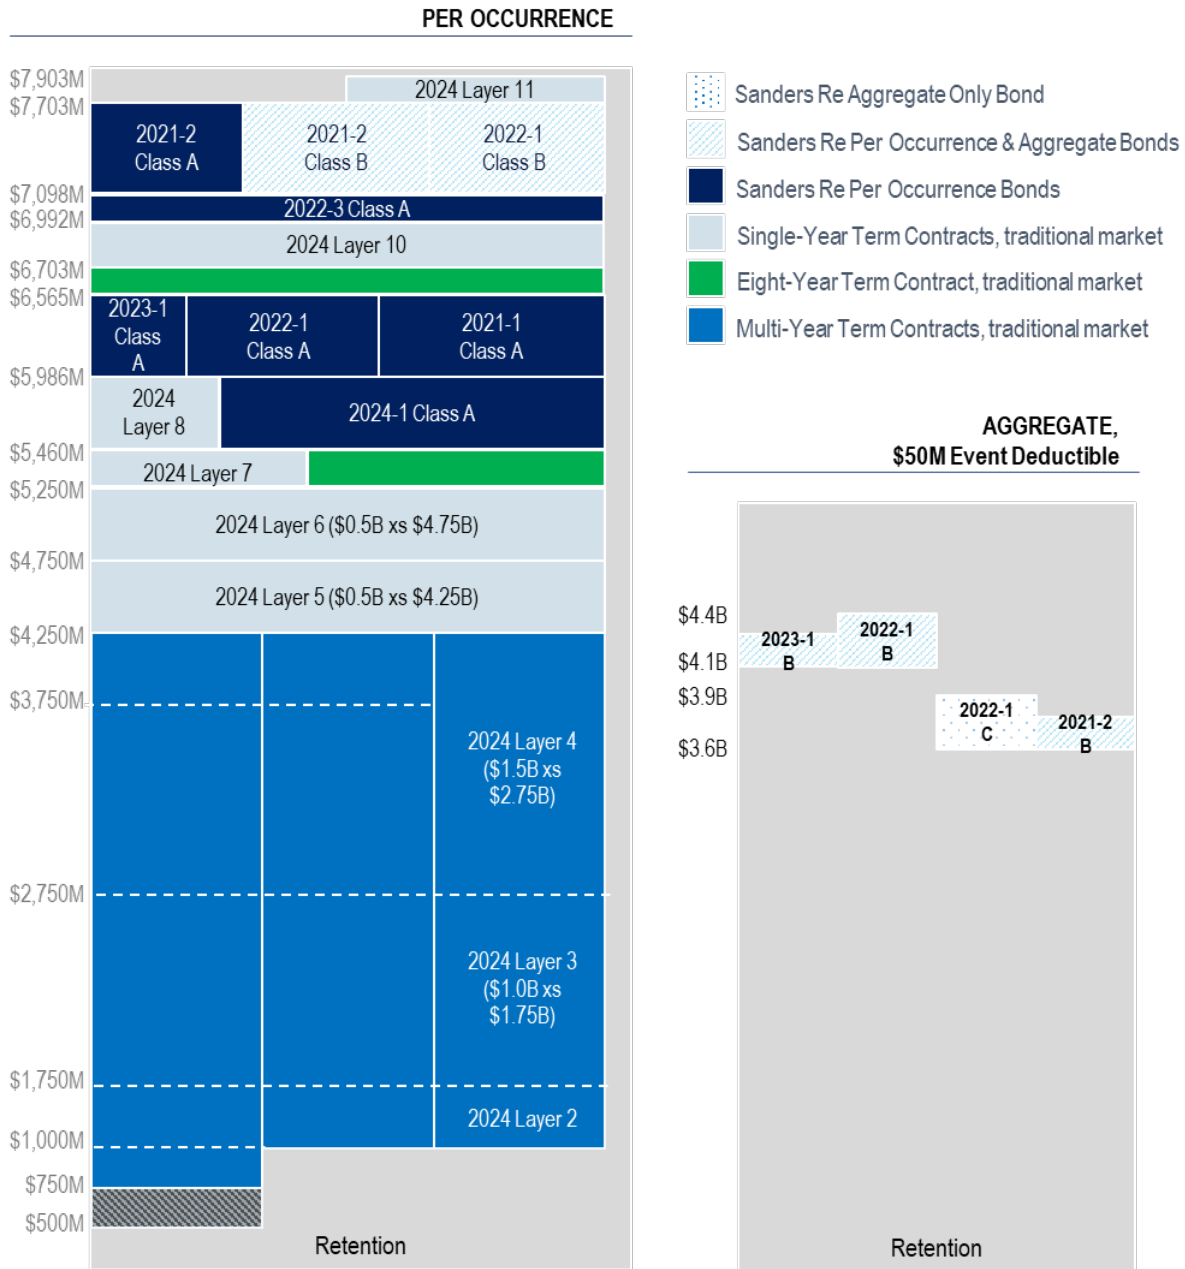 PER OCCURRENCE
$7,903M
2024 Layer 11
$7,703M
2021-2
Class A
2021-2
Class B
2022-1
Class B
$7,098M
2022-3 Class A
$6,992M
2024 Layer 10
$6,703M
$6,565M
2023-1
Class
A
2022-1
Class A
2021-1
Class A
$5,986M
2024
Layer 8
2024-1 Class A
$5,460M
2024 Layer 7
$5,250M
2024 Layer 6 ($0.5B xs $4.75B)
$4,750M
2024 Layer 5 ($0.5B xs $4.25B)
$4,250M
$3,750M
2024 Layer 4
($1.5B xs
$2.75B)
$2,750M
2024 Layer 3
($1.0B xs
$1.75B)
$1,750M
2024 Layer 2
$1,000M
$750M
$500M
Retention
Sanders Re Aggregate Only Bond
Sanders Re Per Occurrence & Aggregate Bonds
Sanders Re Per Occurrence Bonds
Single-Year Term Contracts, traditional market
Eight-Year Term Contract, traditional market
Multi-Year Term Contracts, traditional market
AGGREGATE,
$50M Event Deductible
$4.4B
2023-1
B
2022-1
B
$4.1B
$3.9B
2022-1
C
2021-2
B
$3.6B
Retention